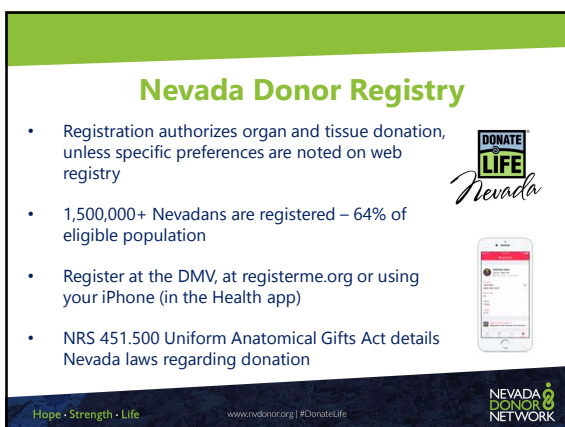 Nevada Donor Registry
• Registration authorizes organ and tissue donation,
unless specific preferences are noted on web
registry
• 1,500,000+ Nevadans are registered – 64% of
eligible population
• Register at the DMV, at registerme.org or using
your iPhone (in the Health app)
• NRS 451.500 Uniform Anatomical Gifts Act details
Nevada laws regarding donation
DONATE
LIFE
Nevada
Hope · Strength · Life
www.nvdonor.org | #DonateLife
NEVADA
DONOR
NETWORK